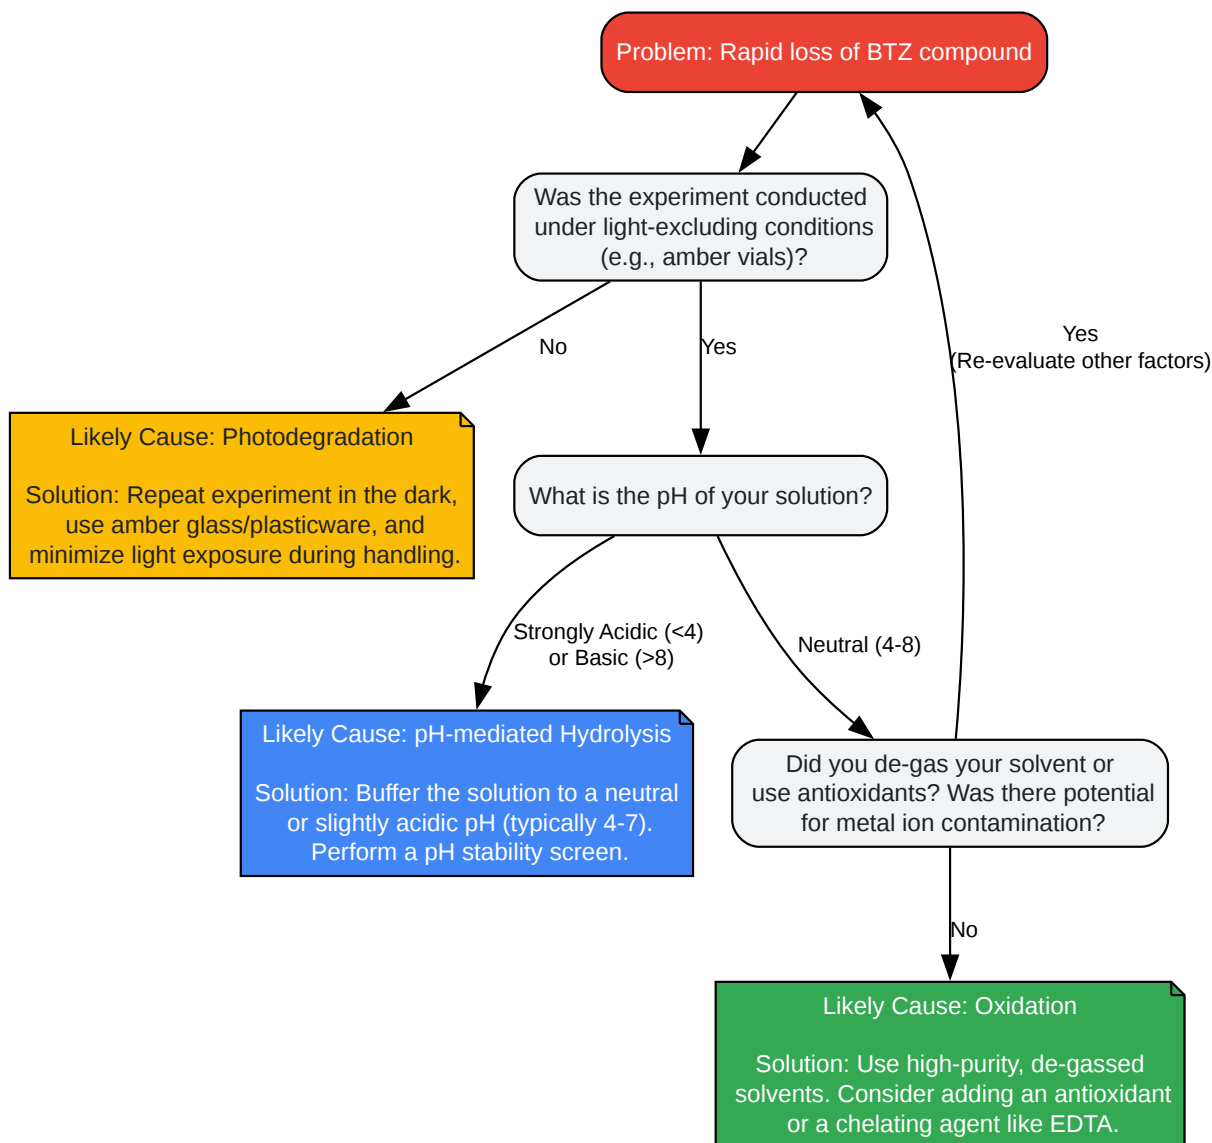 Problem: Rapid loss of BTZ compound
Was the experiment conducted
under light-excluding conditions
(e.g., amber vials)?
No
Yes
Yes
(Re-evaluate other factors)
Likely Cause: Photodegradation
Solution: Repeat experiment in the dark,
use amber glass/plasticware, and
minimize light exposure during handling.
What is the pH of your solution?
Strongly Acidic (<4)
or Basic (>8)
Neutral (4-8)
Likely Cause: pH-mediated Hydrolysis
Solution: Buffer the solution to a neutral
or slightly acidic pH (typically 4-7).
Perform a pH stability screen.
Did you de-gas your solvent or
use antioxidants? Was there potential
for metal ion contamination?
No
Likely Cause: Oxidation
Solution: Use high-purity, de-gassed
solvents. Consider adding an antioxidant
or a chelating agent like EDTA.